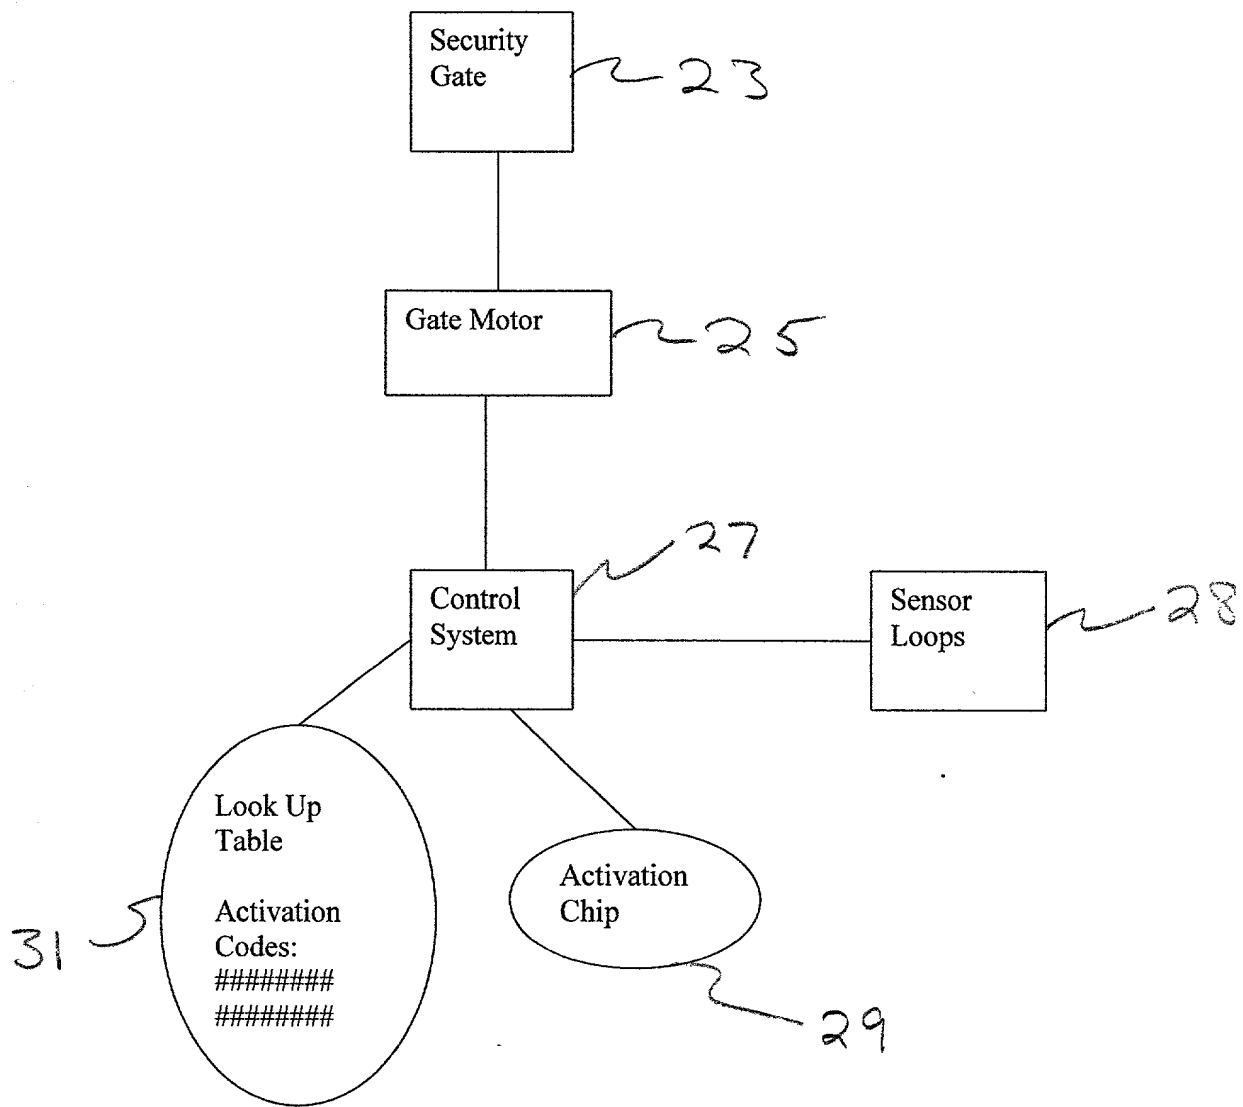 Security
Gate
23
Gate Motor
25
27
Control
System
Sensor
Loops
28
Look Up
Table
Activation
Codes:
########
########
31
Activation
Chip
29